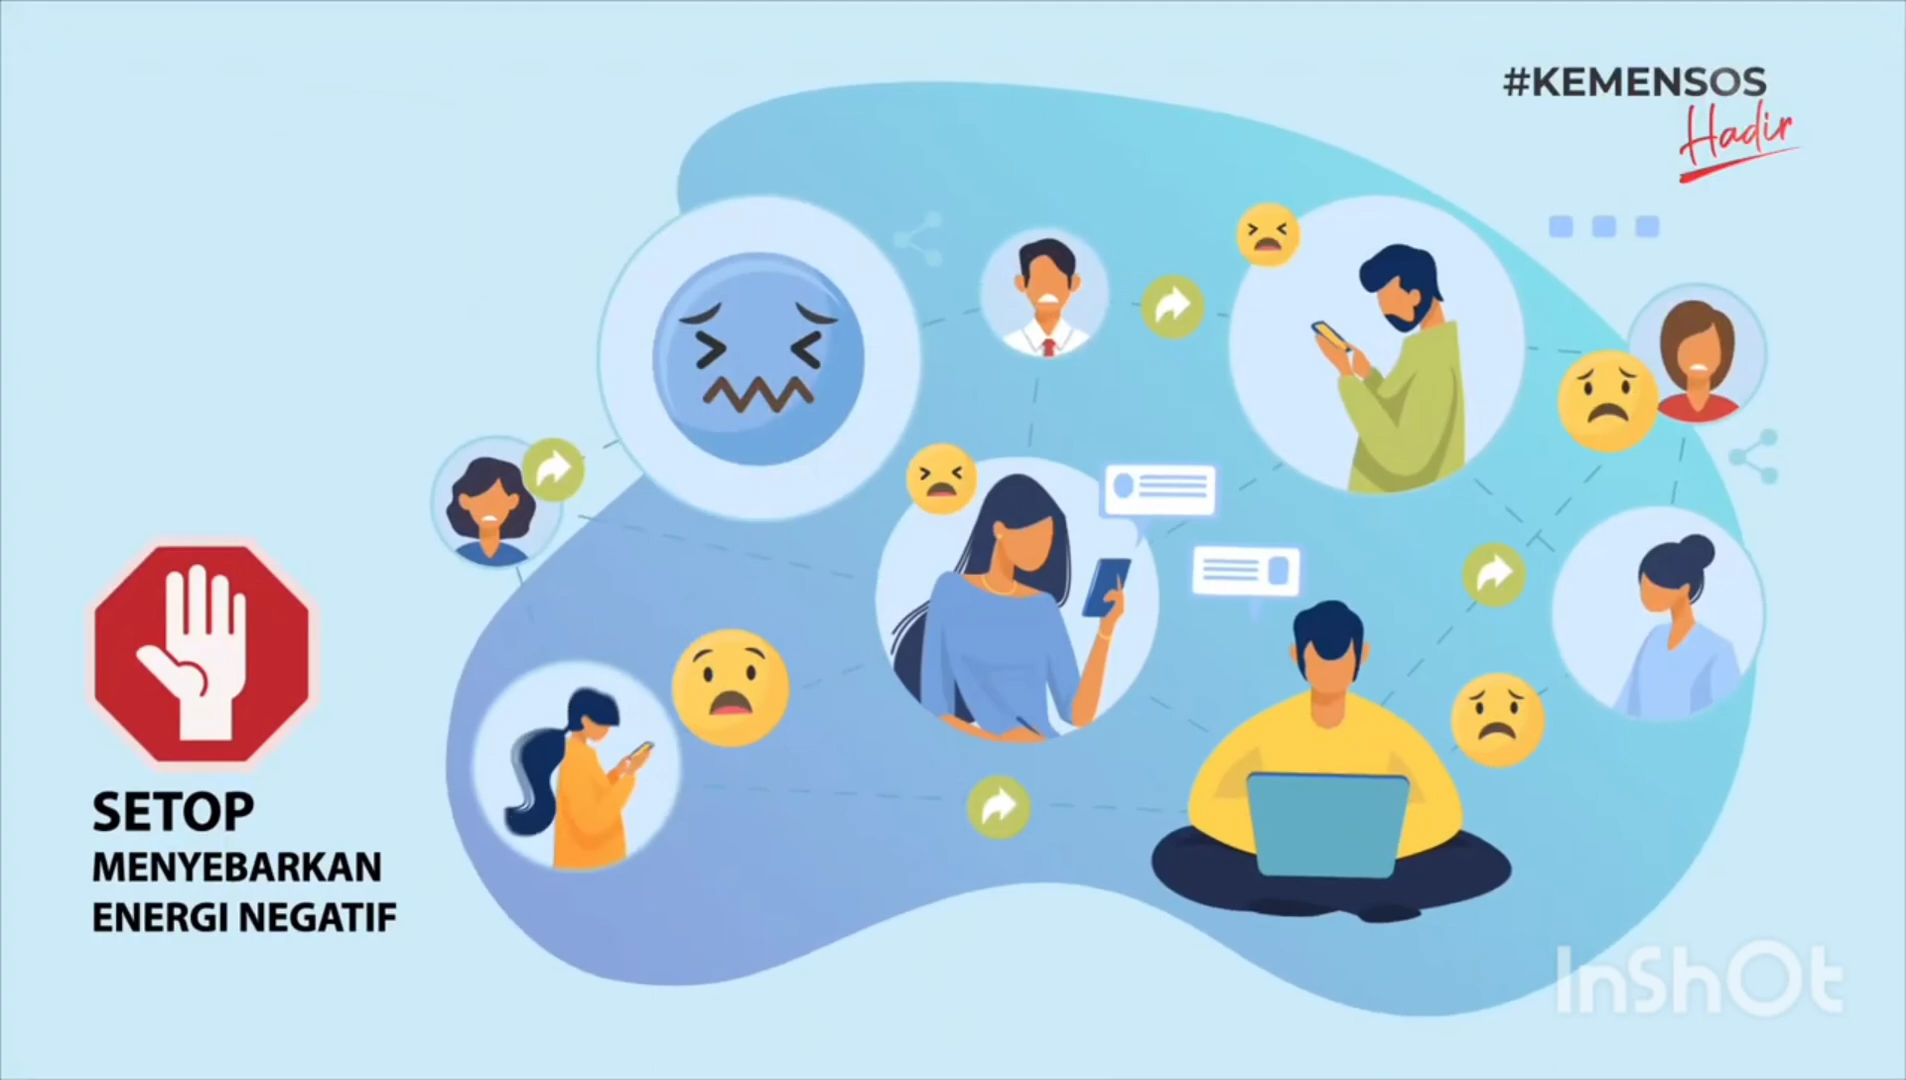 #KEMENSOS
Hadir
SETOP
MENYEBARKAN
ENERGI NEGATIF
InShOt